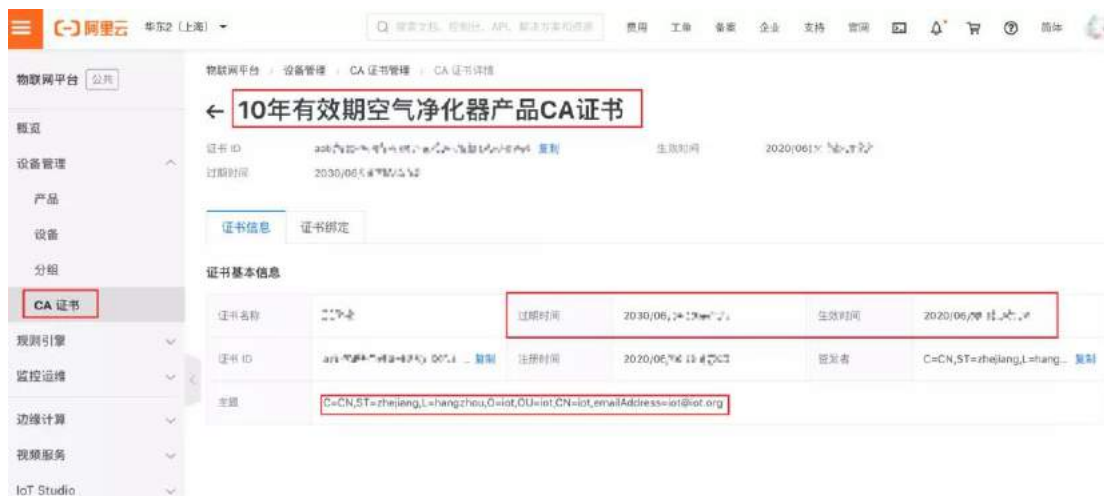 阿里云 华东2（上海） 费用 工单 备案 企业 支持 官网 简体
物联网平台 公共
物联网平台 设备管理 CA 证书管理 CA 证书详情
10年有效期空气净化器产品CA证书
证书 ID 复制 生效时间
过期时间
证书信息 证书绑定
证书基本信息
证书名称 过期时间 生效时间
证书 ID 复制 注册时间 签发者 C=CN,ST=zhejiang,L=hang... 复制
主题 C=CN,ST=zhejiang,L=hangzhou,O=iot,OU=iot,CN=iot,emailAddress=iot@iot.org
概览
设备管理
产品
设备
分组
CA 证书
规则引擎
监控运维
边缘计算
视频服务
IoT Studio